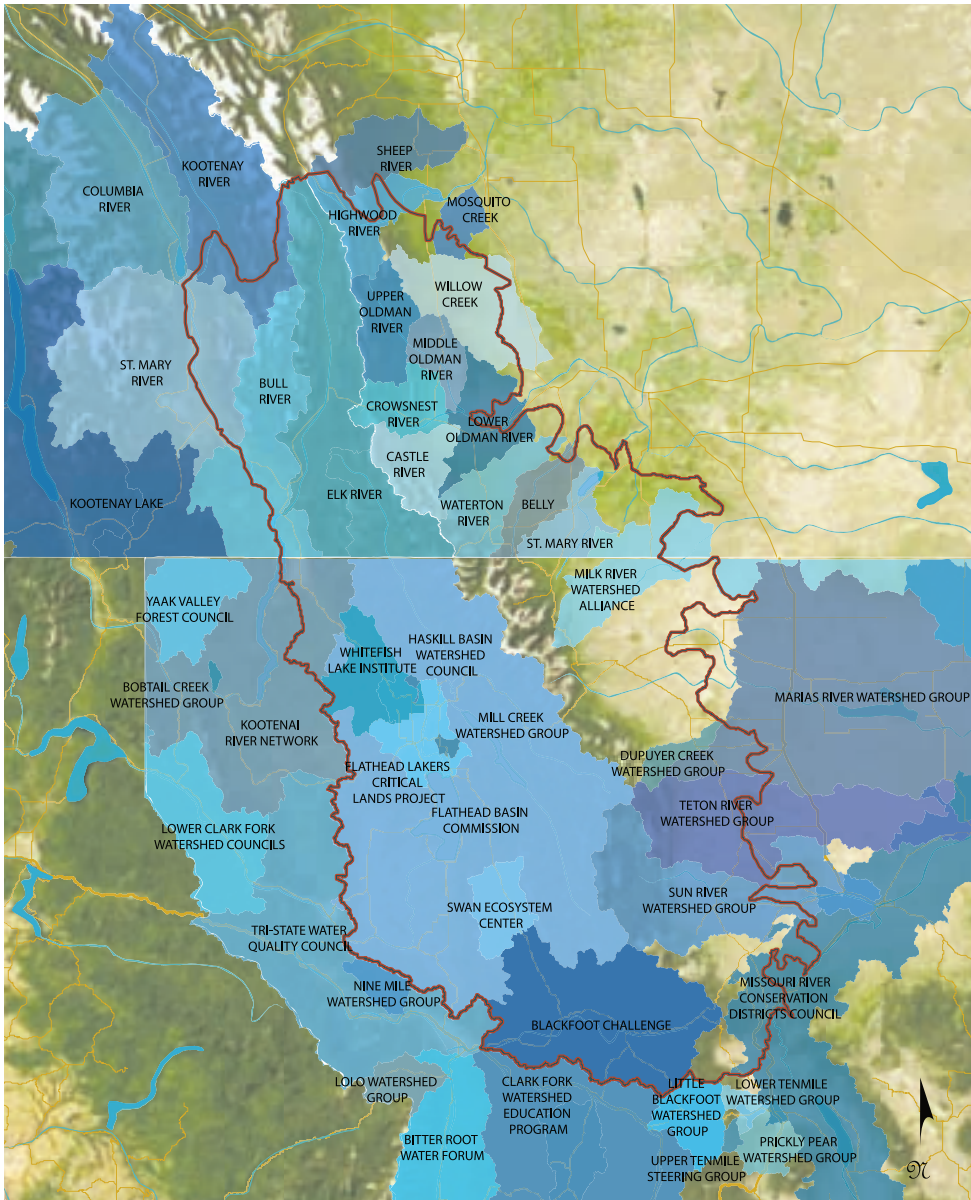 SHEEP
RIVER
KOOTENAY
RIVER
COLUMBIA
RIVER
HIGHWOOD
RIVER
MOSQUITO
CREEK
WILLOW
CREEK
UPPER
OLDMAN
RIVER
MIDDLE
OLDMAN
RIVER
ST. MARY
RIVER
BULL
RIVER
CROWSNEST
RIVER
LOWER
OLDMAN RIVER
CASTLE
RIVER
ELK RIVER
KOOTENAY LAKE
WATERTON
RIVER
BELLY
ST. MARY RIVER
MILK RIVER
WATERSHED
ALLIANCE
YAAK VALLEY
FOREST COUNCIL
WHITEFISH
LAKE INSTITUTE
HASKILL BASIN
WATERSHED
COUNCIL
BOBTAIL CREEK
WATERSHED GROUP
MARIAS RIVER WATERSHED GROUP
KOOTENAI
RIVER NETWORK
MILL CREEK
WATERSHED GROUP
DUPUYER CREEK
WATERSHED GROUP
FLATHEAD LAKERS
CRITICAL
LANDS PROJECT
FLATHEAD BASIN
COMMISSION
TETON RIVER
WATERSHED GROUP
LOWER CLARK FORK
WATERSHED COUNCILS
SUN RIVER
WATERSHED GROUP
SWAN ECOSYSTEM
CENTER
TRI-STATE WATER
QUALITY COUNCIL
NINE MILE
WATERSHED GROUP
MISSOURI RIVER
CONSERVATION
DISTRICTS COUNCIL
BLACKFOOT CHALLENGE
LOLO WATERSHED
GROUP
CLARK FORK
WATERSHED
EDUCATION
PROGRAM
LITTLE
BLACKFOOT
WATERSHED
GROUP
LOWER TENMILE
WATERSHED GROUP
BITTER ROOT
WATER FORUM
PRICKLY PEAR
WATERSHED GROUP
UPPER TENMILE
STEERING GROUP
N